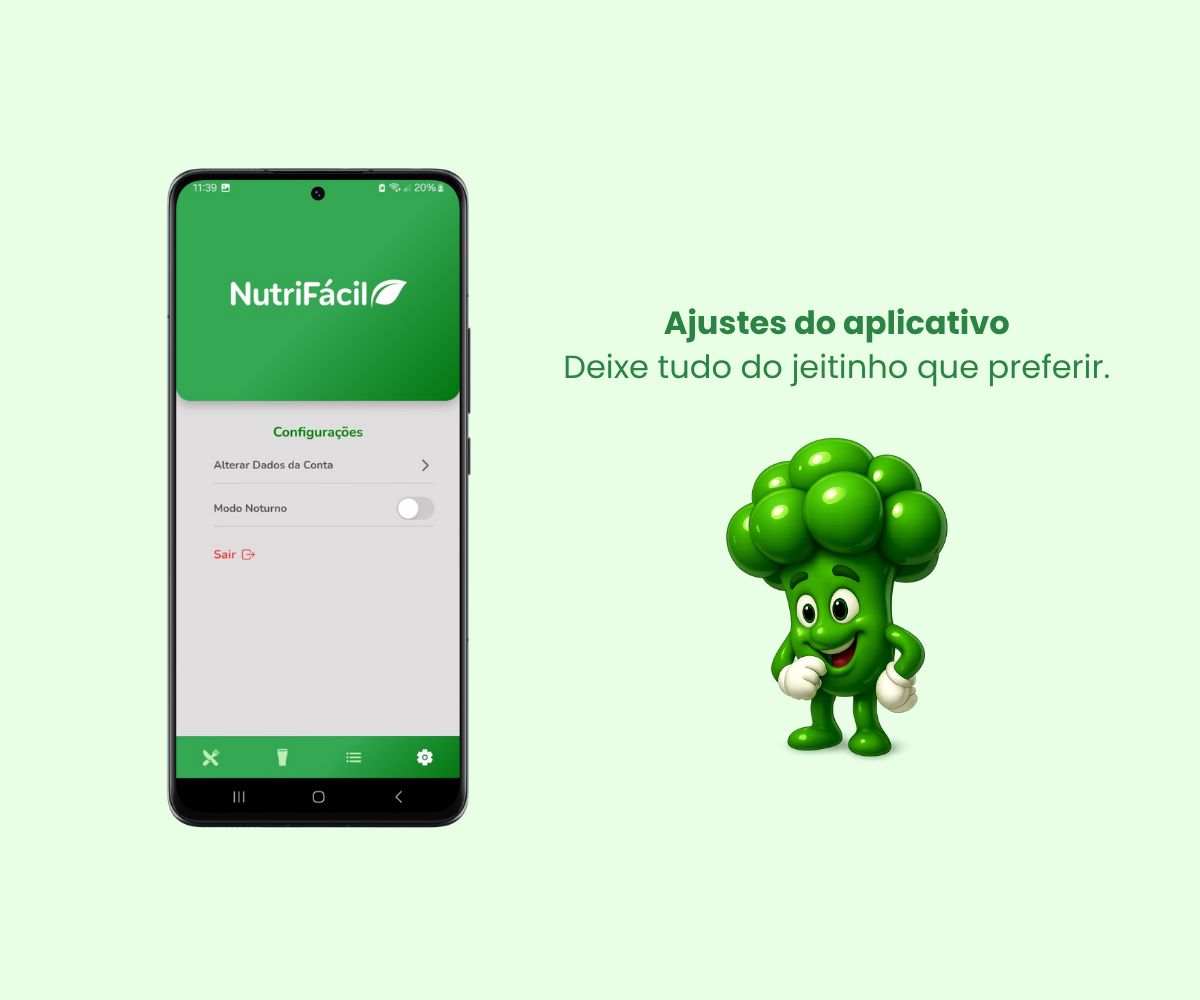 11:39
20%
NutriFácil
Configurações
Alterar Dados da Conta
Modo Noturno
Sair
Ajustes do aplicativo
Deixe tudo do jeitinho que preferir.